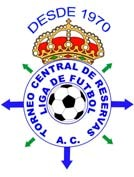 DESDE 1970
TORNEO CENTRAL DE RESERVAS
LIGA DE FUTBOL
A. C.